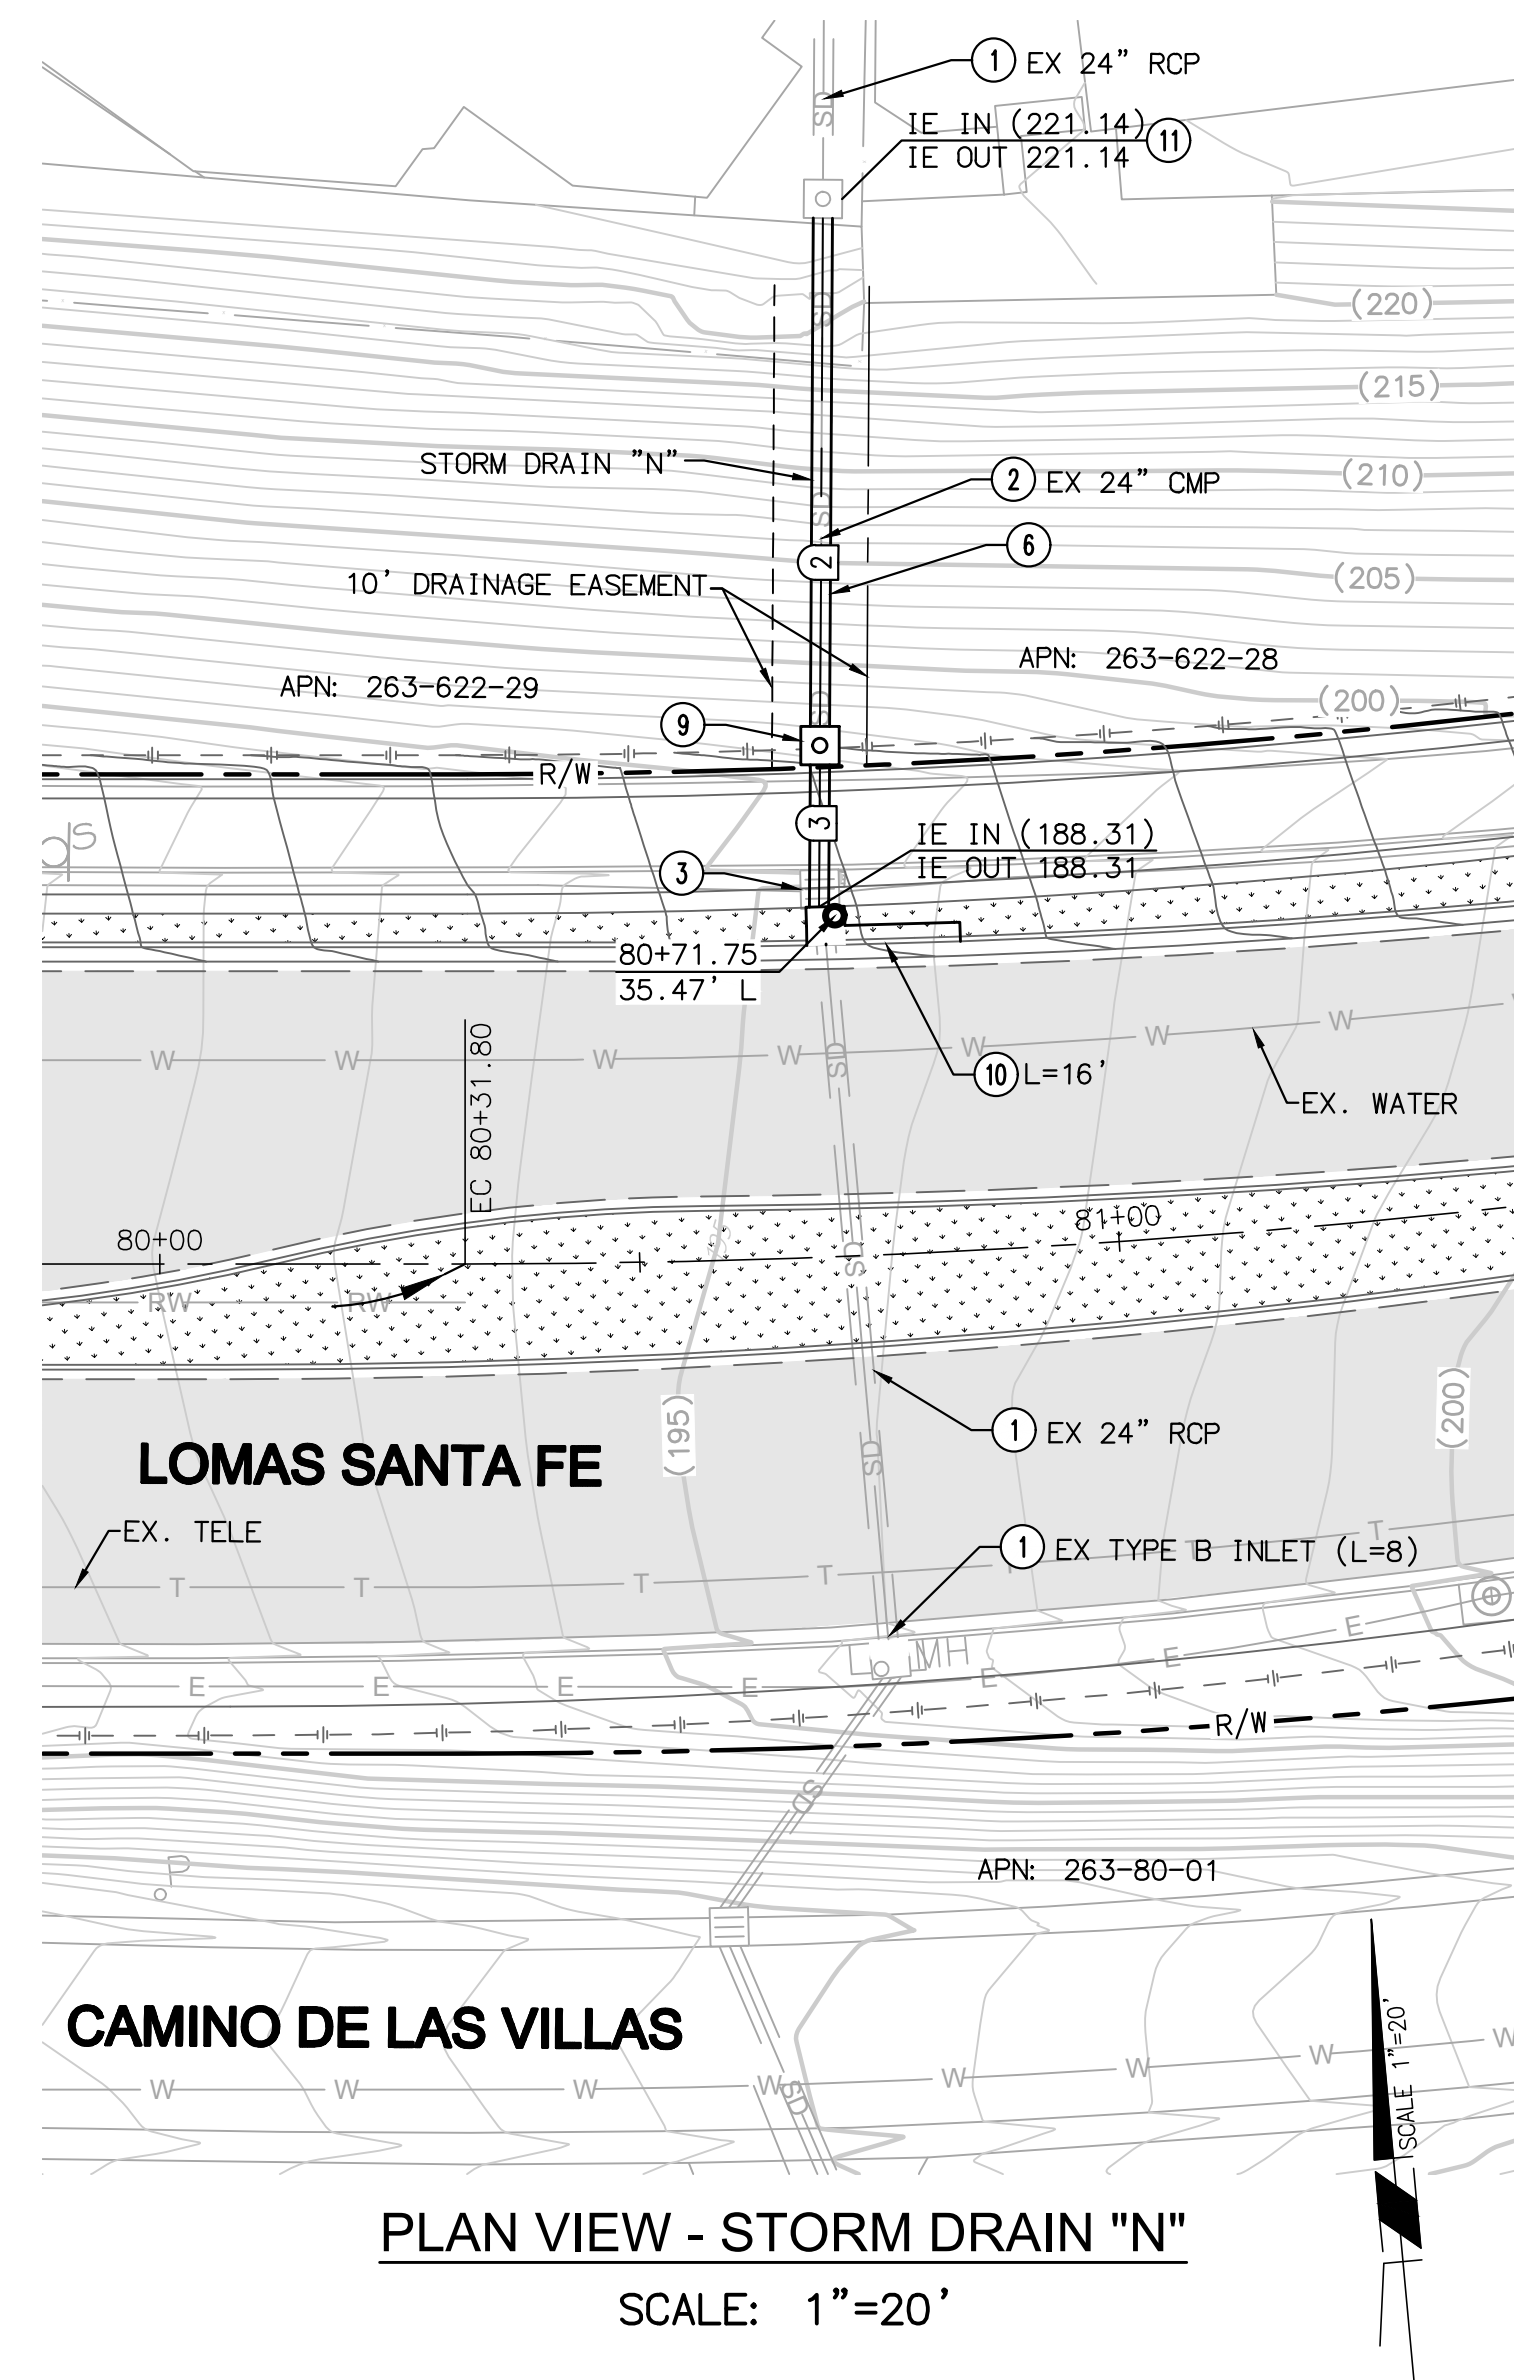 1 EX 24" RCP
SD
IE IN (221.14)
IE OUT 221.14
11
SD
(220)
(215)
STORM DRAIN "N"
2 EX 24" CMP
(210)
SD
6
2
10' DRAINAGE EASEMENT
(205)
APN: 263-622-28
APN: 263-622-29
(200)
SD
9
R/W
3
IE IN (188.31)
IE OUT 188.31
3
80+71.75
35.47' L
W W W W W W W
SD
10 L=16'
EX. WATER
EC 80+31.80
80+00
81+00
195
SD
RW RW
(195)
(200)
1 EX 24" RCP
SD
LOMAS SANTA FE
EX. TELE
1 EX TYPE B INLET (L=8)
T T T T T T T
MH
E E E E E E E
R/W
SD
APN: 263-80-01
P
CAMINO DE LAS VILLAS
W W W W W W W W
SD
SCALE 1"=20'
PLAN VIEW - STORM DRAIN "N"
SCALE: 1"=20'